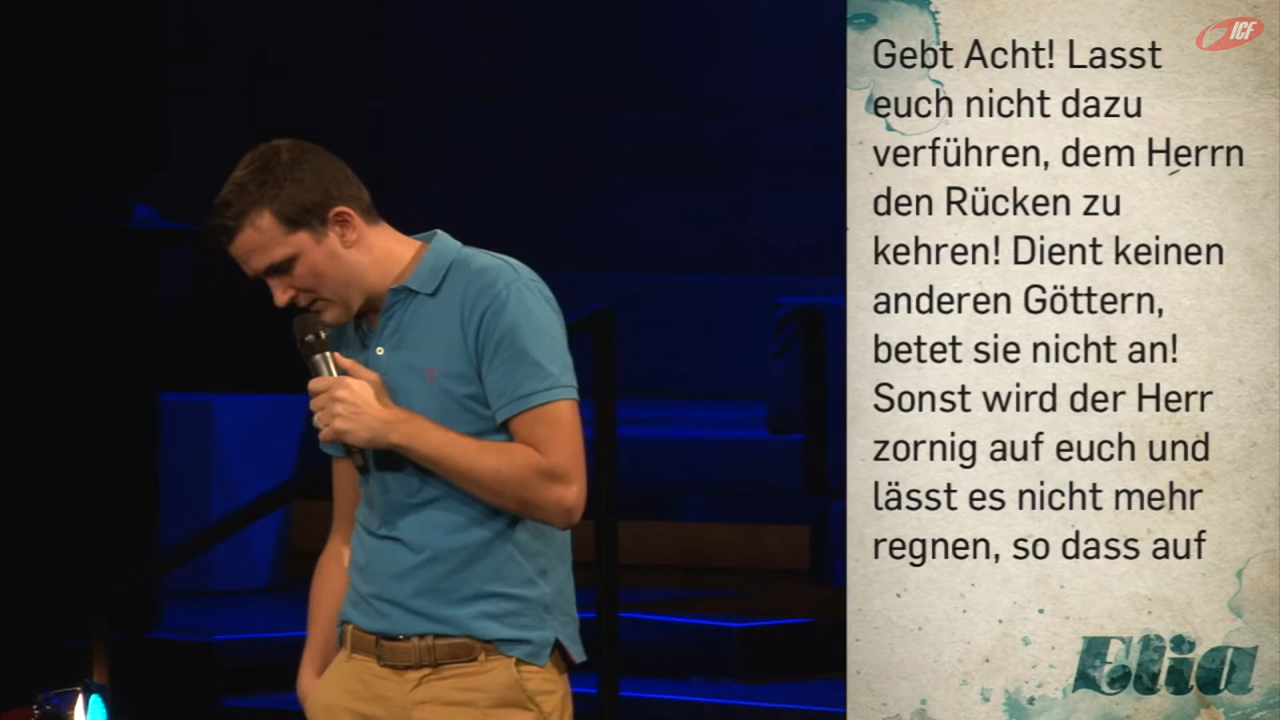 ICF
Gebt Acht! Lasst
euch nicht dazu
verführen, dem Herrn
den Rücken zu
kehren! Dient keinen
anderen Göttern,
betet sie nicht an!
Sonst wird der Herr
zornig auf euch und
lässt es nicht mehr
regnen, so dass auf
Elia